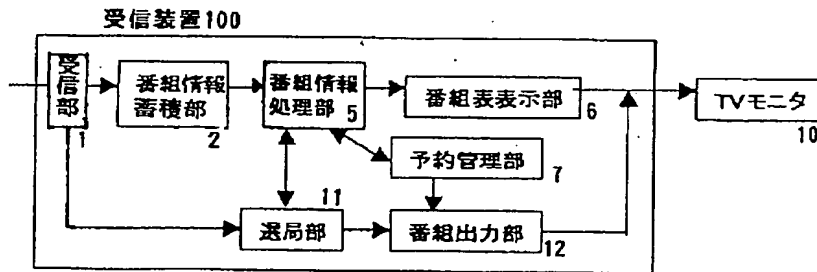 受信装置100
受信部
1
番組情報
蓄積部
2
番組情報
処理部
5
番組表表示部
6
TVモニタ
10
予約管理部
7
選局部
11
番組出力部
12